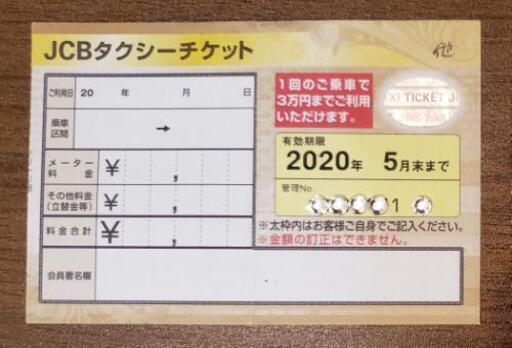 JCBタクシーチケット
他
ご利用日 20 年 月 日
乗車
区間 →
メーター
料金 ¥ ,
その他料金
(立替金等) ¥ ,
料金合計 ¥ ,
会員署名欄
1回のご乗車で
3万円までご利用
いただけます。
XI TICKET J
有効期限
2020年 5月末まで
管理No.
1
※太枠内はお客様ご自身でご記入ください。
※金額の訂正はできません。